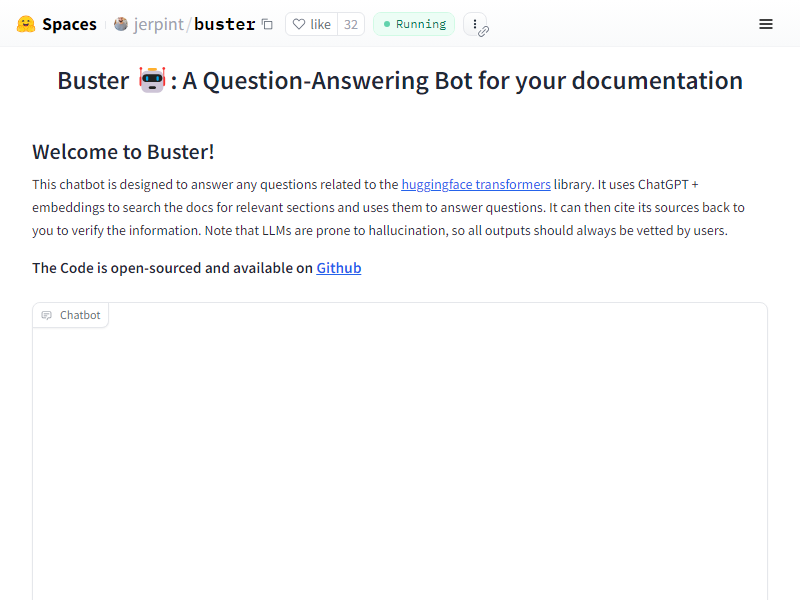 Spaces jerpint/buster like 32 Running
Buster : A Question-Answering Bot for your documentation
Welcome to Buster!
This chatbot is designed to answer any questions related to the huggingface transformers library. It uses ChatGPT +
embeddings to search the docs for relevant sections and uses them to answer questions. It can then cite its sources back to
you to verify the information. Note that LLMs are prone to hallucination, so all outputs should always be vetted by users.
The Code is open-sourced and available on Github
Chatbot